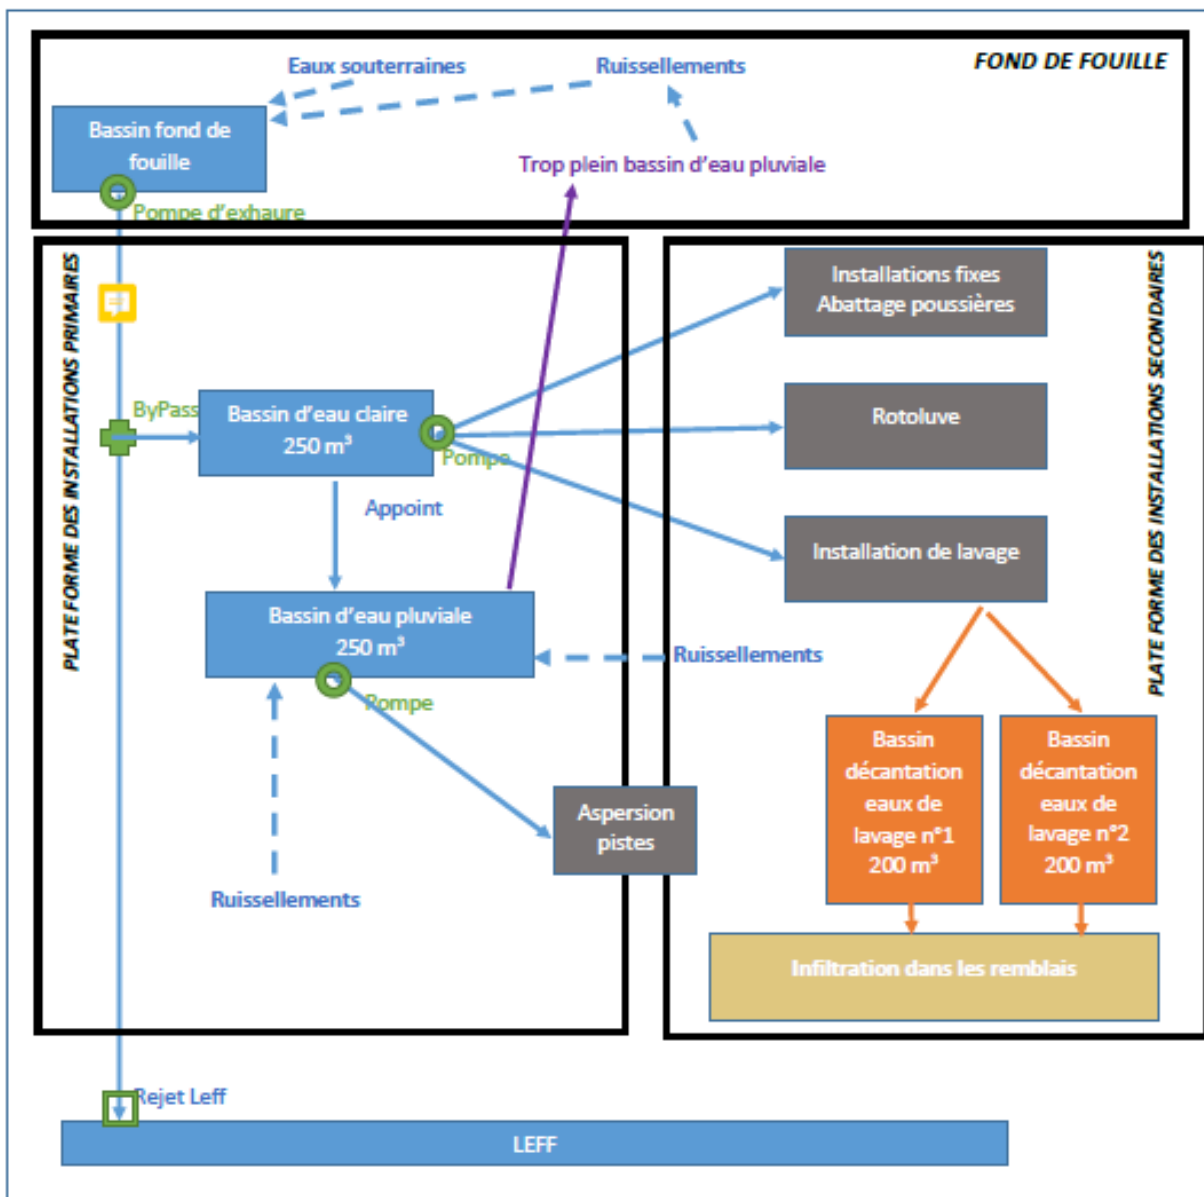 FOND DE FOUILLE
Eaux souterraines
Ruissellements
Bassin fond de
fouille
Trop plein bassin d'eau pluviale
Pompe d'exhaure
PLATE FORME DES INSTALLATIONS PRIMAIRES
ByPass
Bassin d'eau claire
250 m³
Pompe
Appoint
Bassin d'eau pluviale
250 m³
Pompe
Ruissellements
Ruissellements
Aspersion
pistes
PLATE FORME DES INSTALLATIONS SECONDAIRES
Installations fixes
Abattage poussières
Rotoluve
Installation de lavage
Bassin
décantation
eaux de
lavage n°1
200 m³
Bassin
décantation
eaux de
lavage n°2
200 m³
Infiltration dans les remblais
Rejet Leff
LEFF